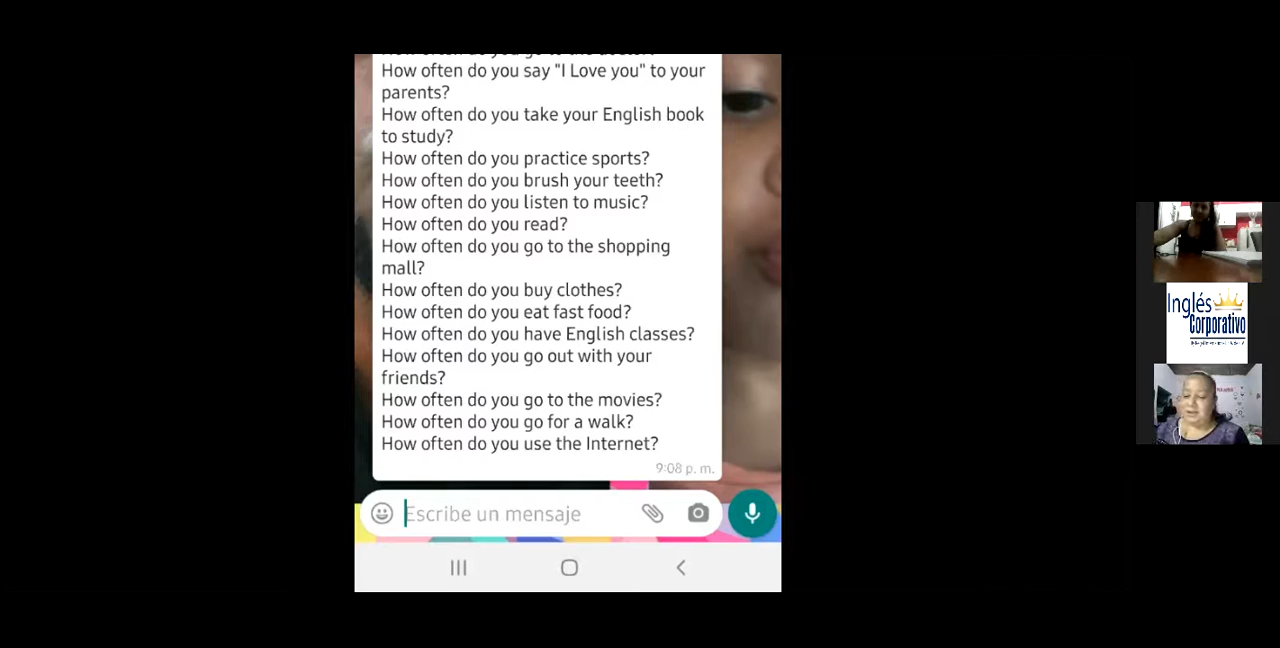 How often do you say "I Love you" to your
parents?
How often do you take your English book
to study?
How often do you practice sports?
How often do you brush your teeth?
How often do you listen to music?
How often do you read?
How often do you go to the shopping
mall?
How often do you buy clothes?
How often do you eat fast food?
How often do you have English classes?
How often do you go out with your
friends?
How often do you go to the movies?
How often do you go for a walk?
How often do you use the Internet?
9:08 p. m.
Escribe un mensaje
Inglés
Corporativo